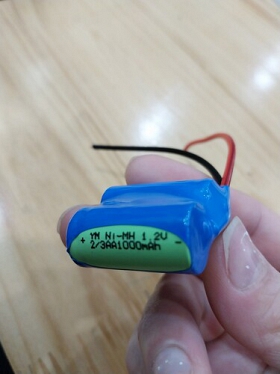 + YM Ni-MH 1.2V -
2/3AA1000mAh